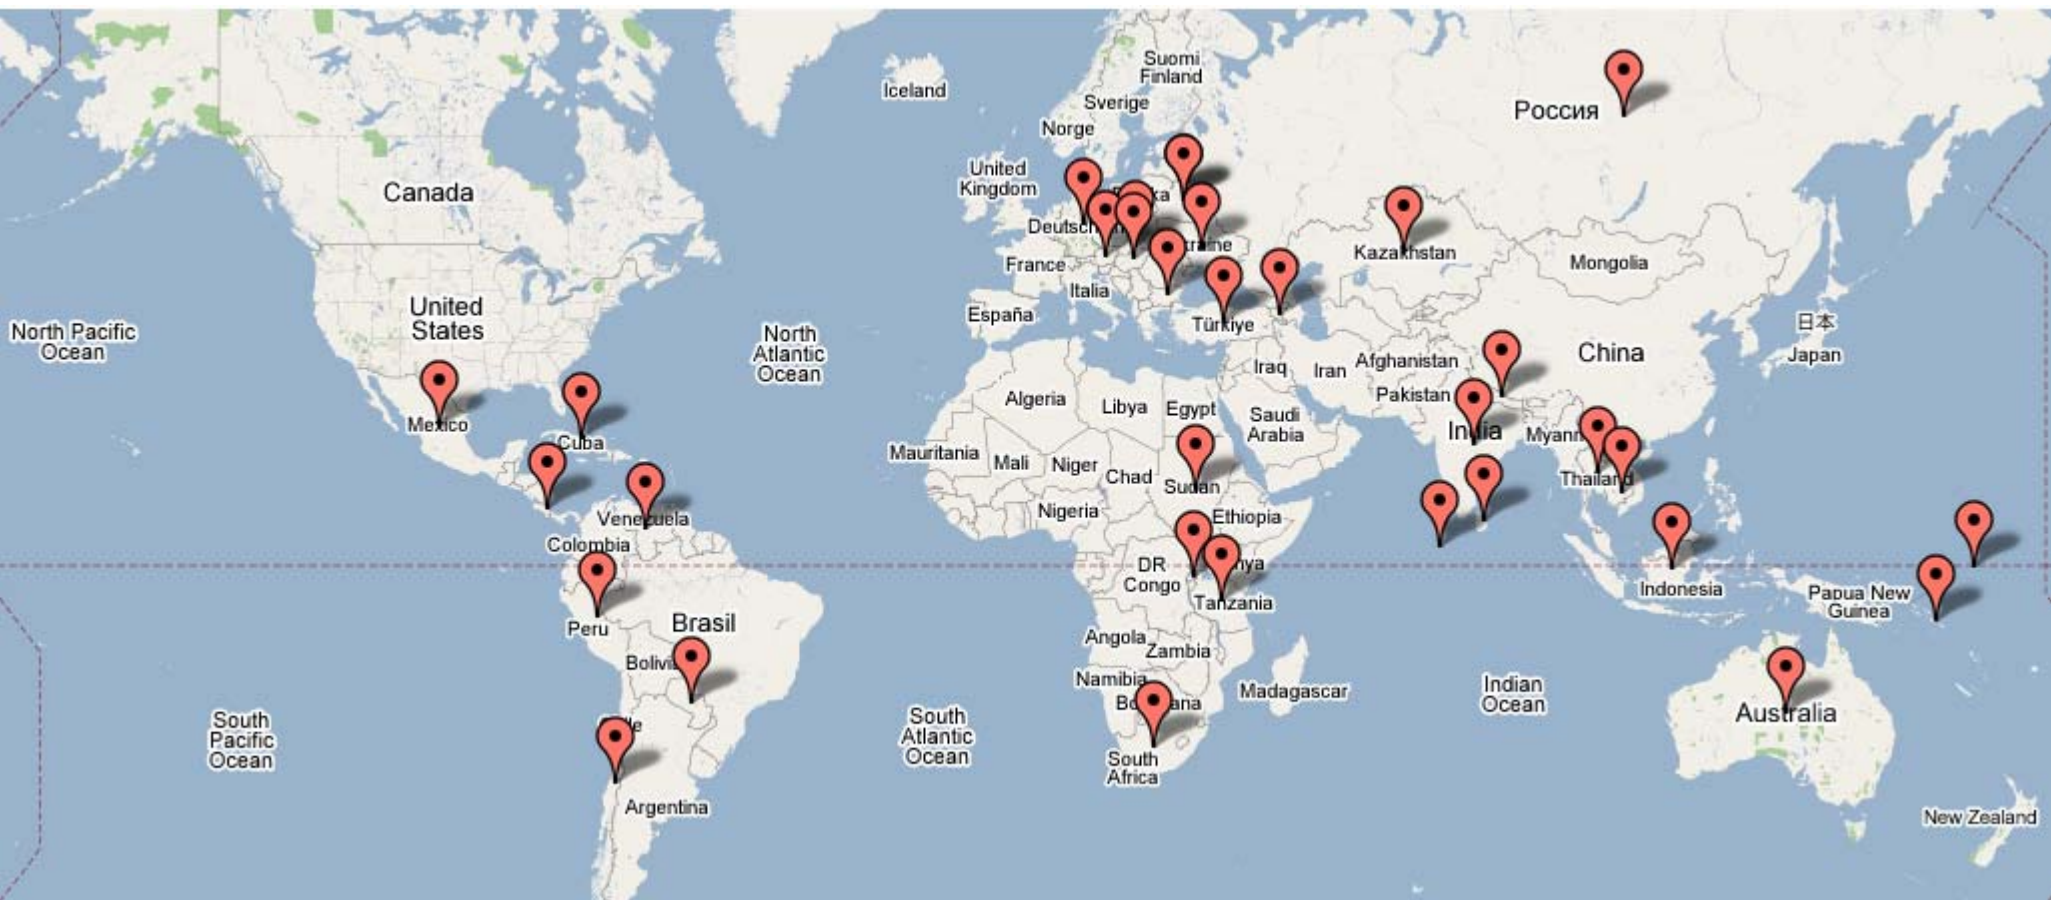 Suomi
Finland
Iceland
Sverige
Россия
Norge
United
Kingdom
Canada
Deutsch
France
Kazakhstan
Mongolia
Italia
United
States
España
Türkiye
日本
Japan
North Pacific
Ocean
North
Atlantic
Ocean
China
Iraq
Iran
Afghanistan
Pakistan
Algeria
Libya
Egypt
Saudi
Arabia
Mexico
Cuba
India
Myanm
Mauritania
Mali
Niger
Chad
Sudan
Thailand
Venezuela
Nigeria
Ethiopia
Colombia
DR
Congo
Tanzania
Indonesia
Papua New
Guinea
Peru
Brasil
Angola
Zambia
Bolivia
Namibia
Madagascar
Indian
Ocean
Botswana
Australia
South
Pacific
Ocean
South
Atlantic
Ocean
South
Africa
Argentina
New Zealand